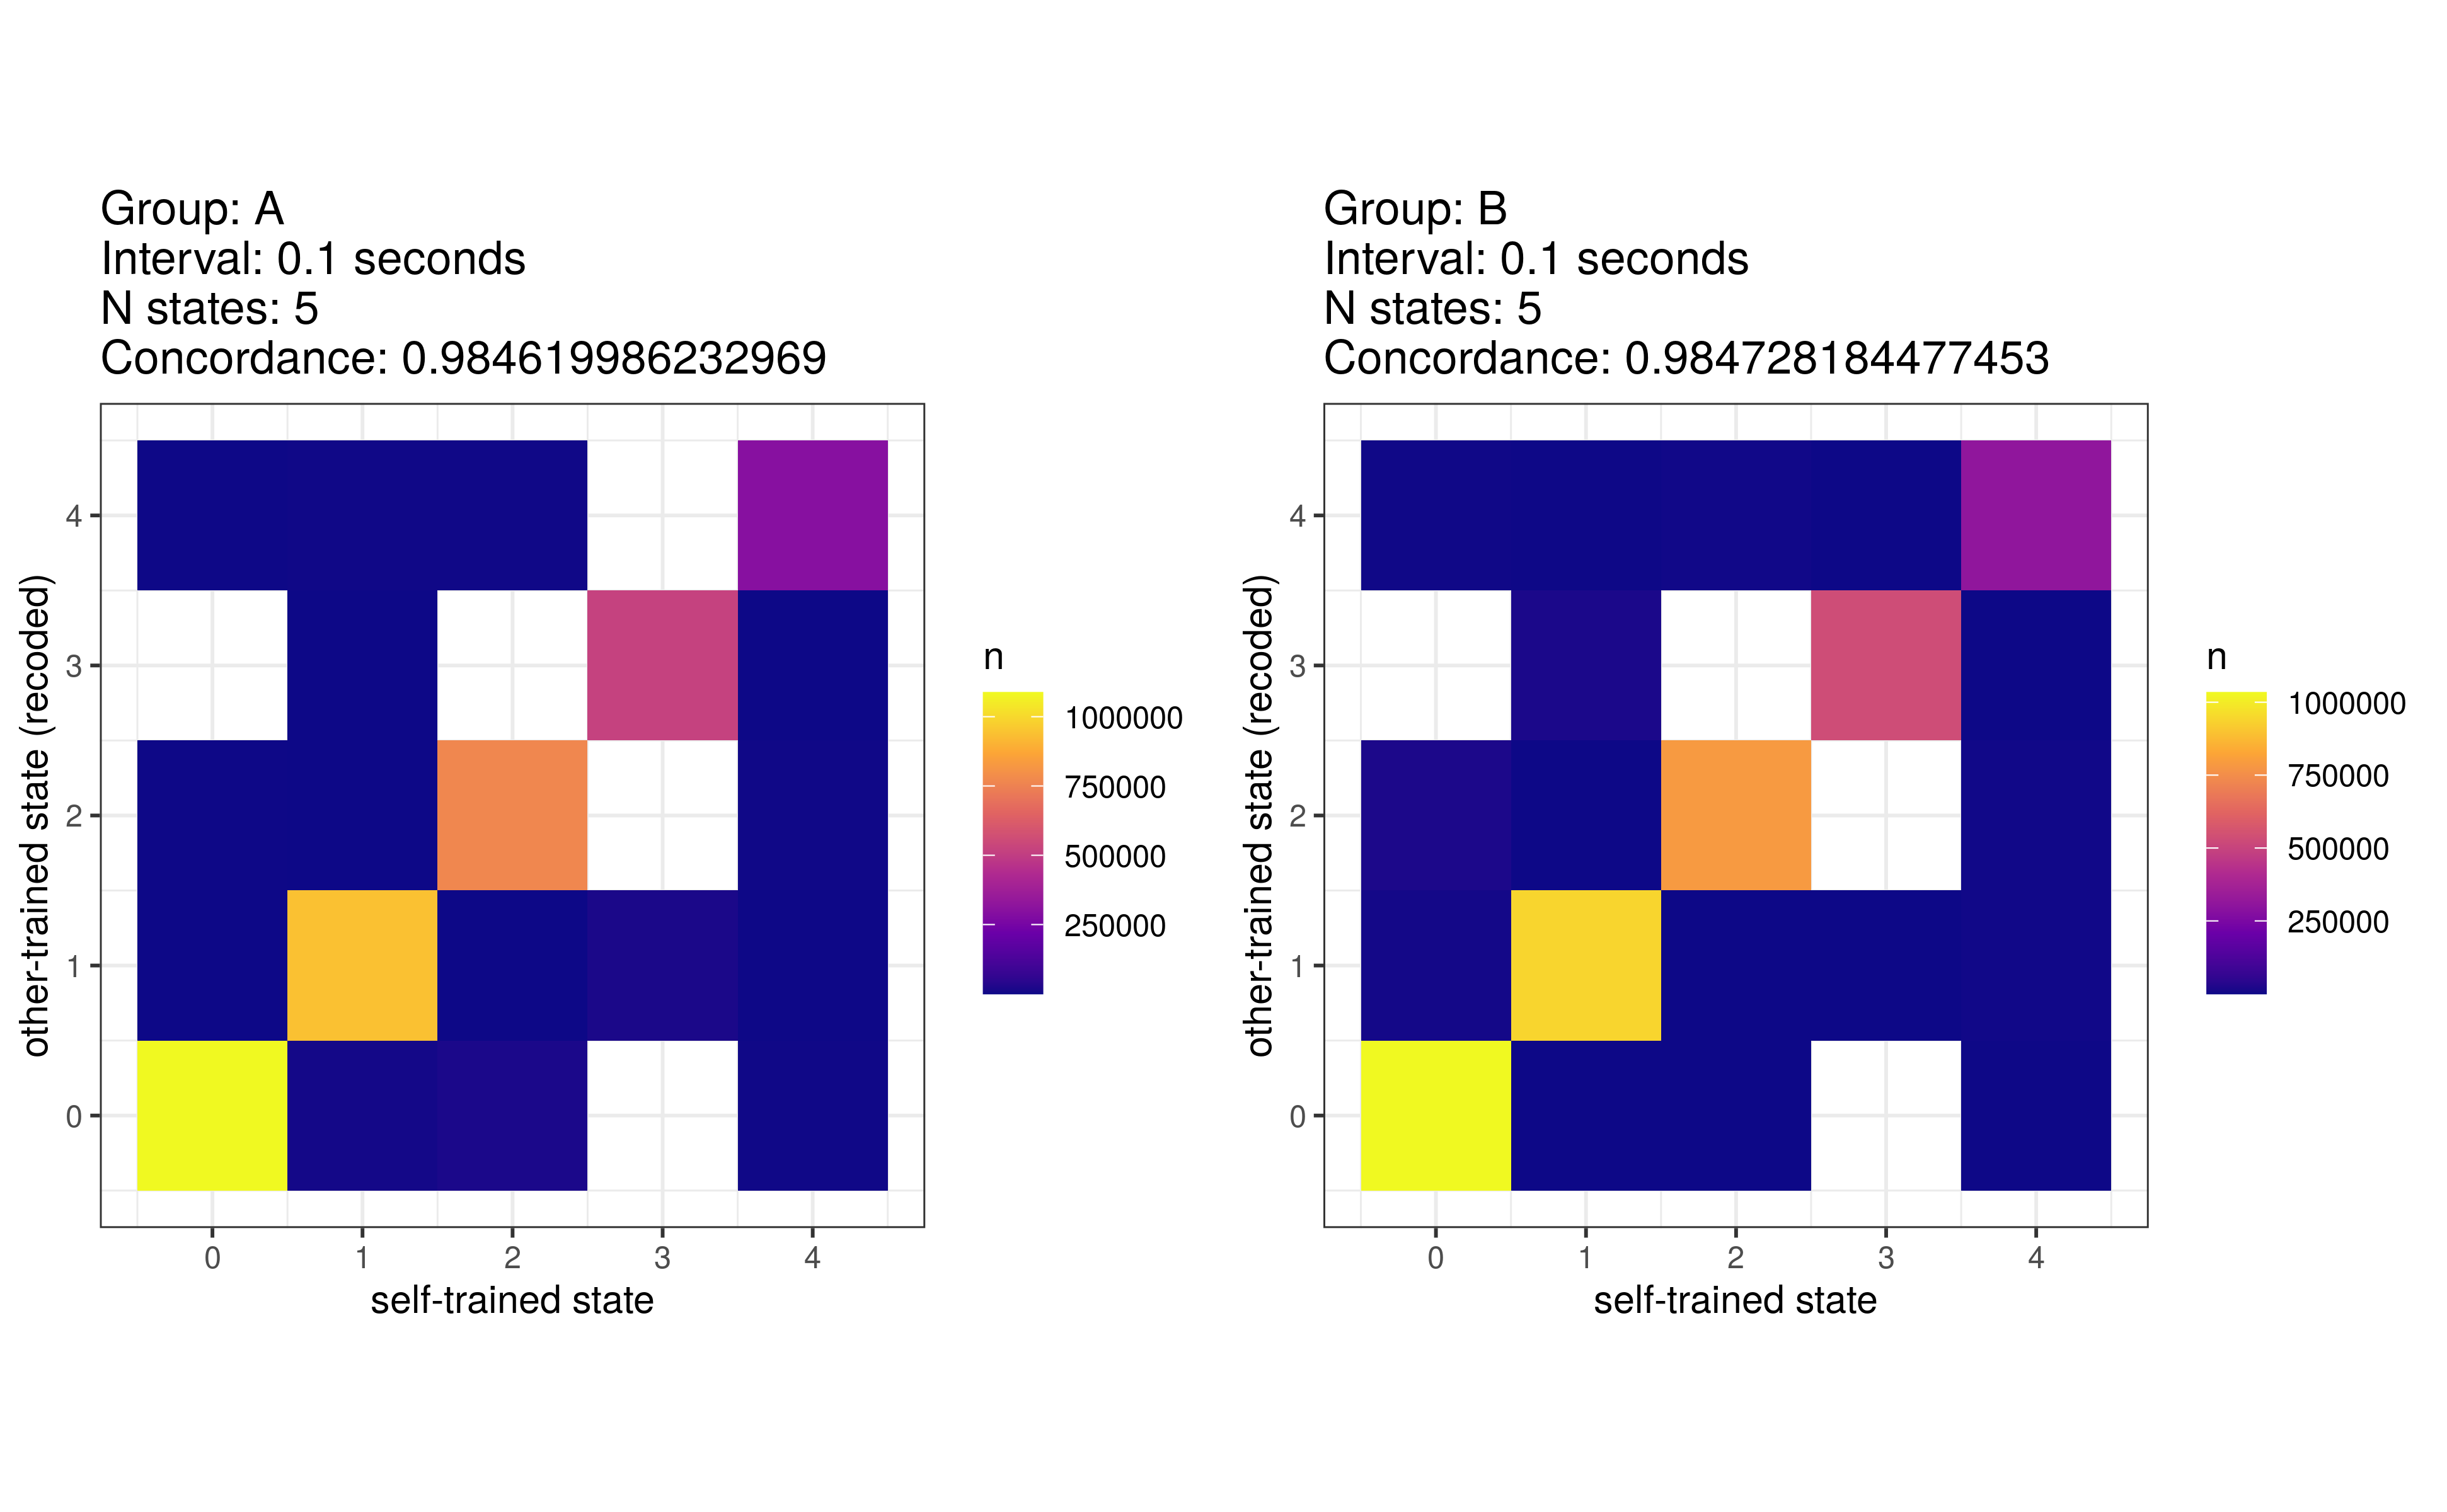 Group: A
Interval: 0.1 seconds
N states: 5
Concordance: 0.984619986232969
other-trained state (recoded)
4
3
2
1
0
0 1 2 3 4
self-trained state
n
1000000
750000
500000
250000
Group: B
Interval: 0.1 seconds
N states: 5
Concordance: 0.984728184477453
other-trained state (recoded)
4
3
2
1
0
0 1 2 3 4
self-trained state
n
1000000
750000
500000
250000